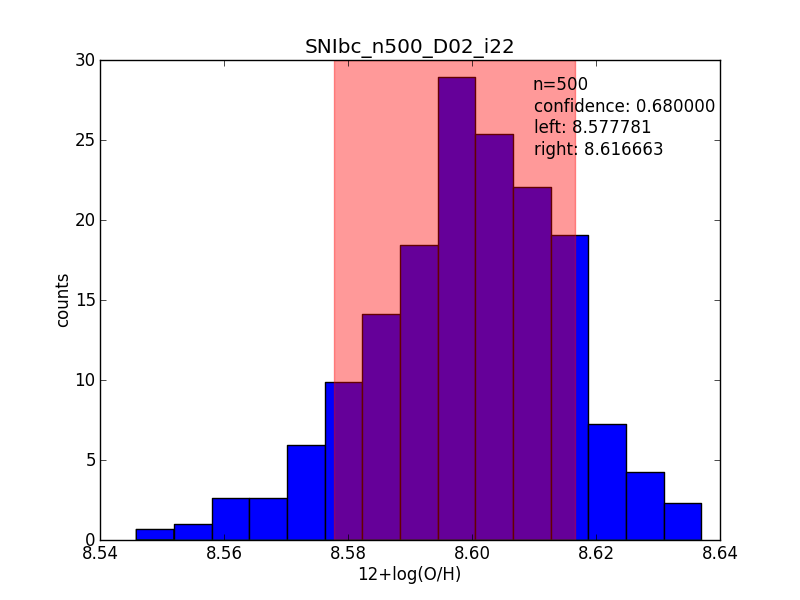 SNIbc_n500_D02_i22
n=500
confidence: 0.680000
left: 8.577781
right: 8.616663
30
25
20
15
10
5
0
counts
8.54 8.56 8.58 8.60 8.62 8.64
12+log(O/H)